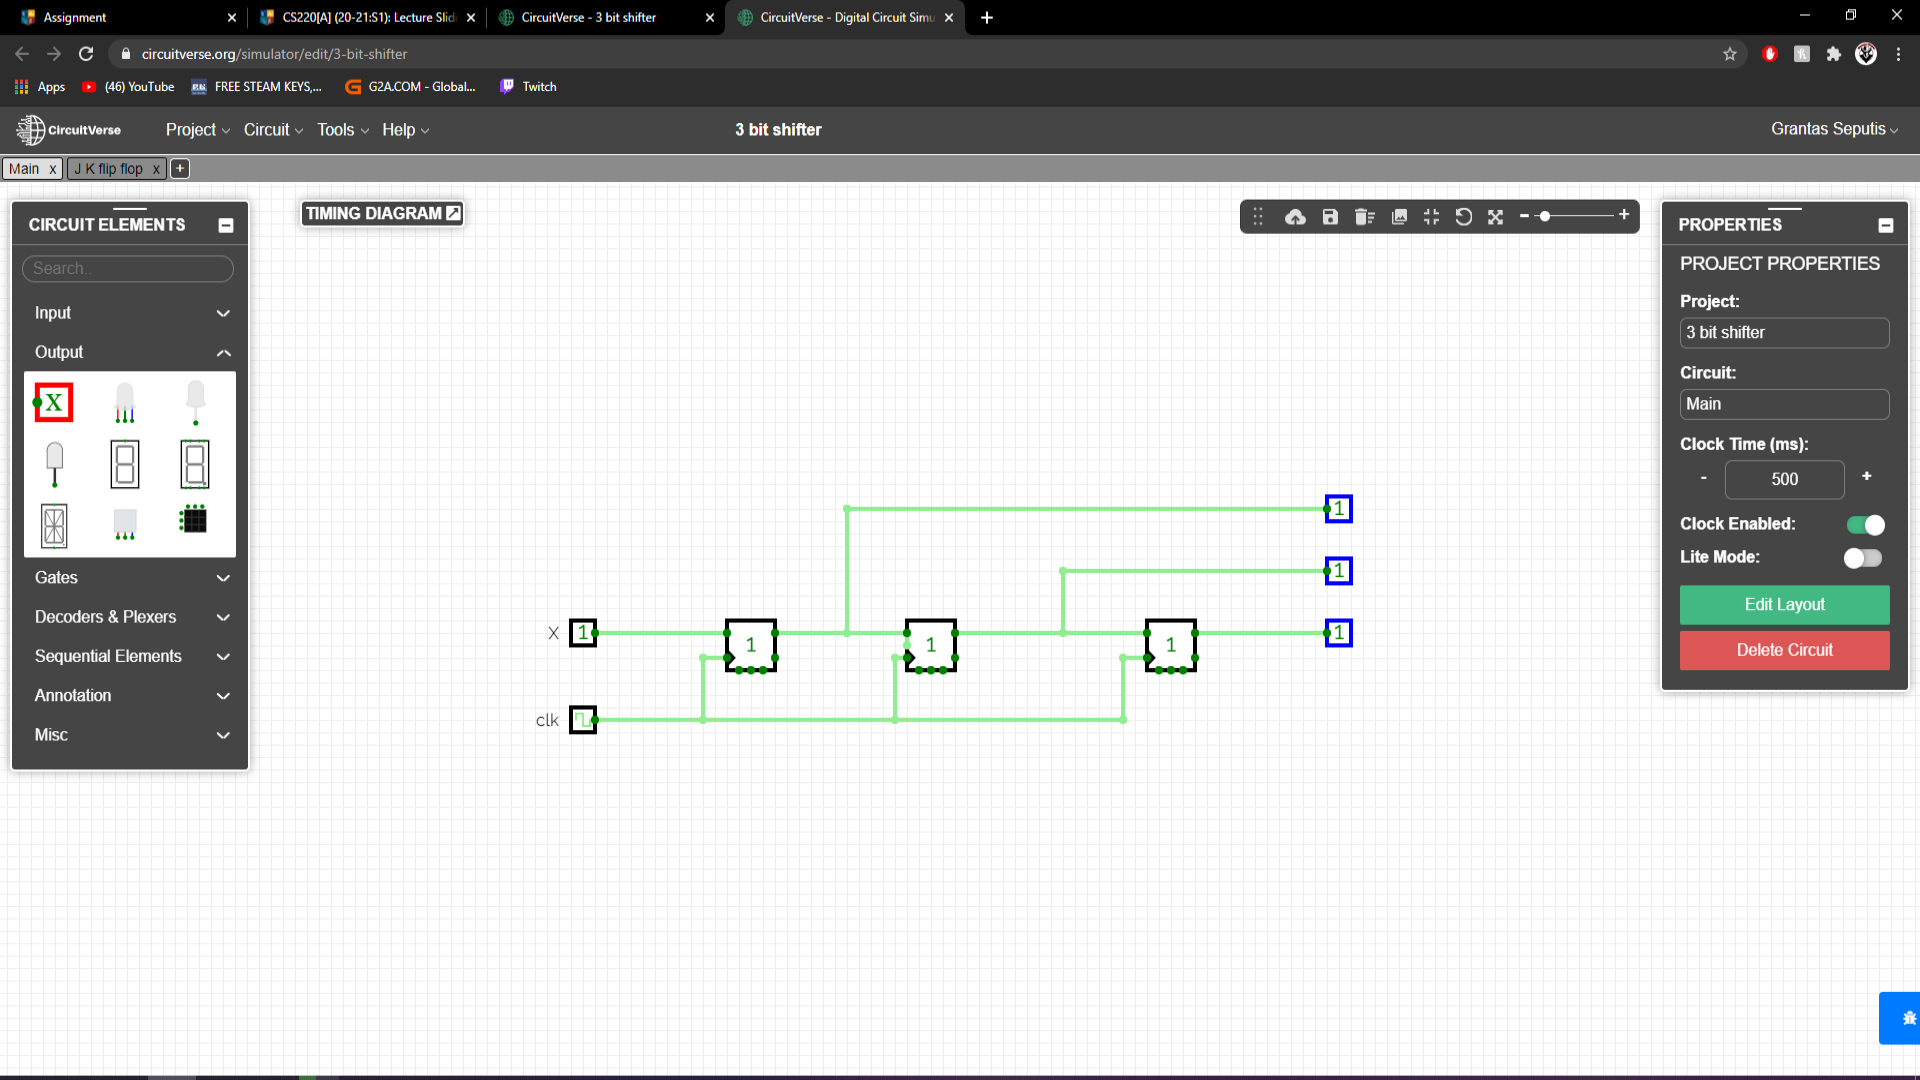 Assignment
CS220[A] (20-21:S1): Lecture Slid
CircuitVerse - 3 bit shifter
CircuitVerse - Digital Circuit Simu
circuitverse.org/simulator/edit/3-bit-shifter
Apps
(46) YouTube
FREE STEAM KEYS,...
G2A.COM - Global...
Twitch
CircuitVerse
Project
Circuit
Tools
Help
3 bit shifter
Grantas Seputis
Main x
J K flip flop x
+
CIRCUIT ELEMENTS
TIMING DIAGRAM
PROPERTIES
Search..
PROJECT PROPERTIES
Input
Project:
3 bit shifter
Output
Circuit:
X
Main
Clock Time (ms):
- 500 +
1
Clock Enabled:
Lite Mode:
1
Gates
Edit Layout
Decoders & Plexers
X 1
1
1
1
1
Delete Circuit
Sequential Elements
Annotation
clk
Misc